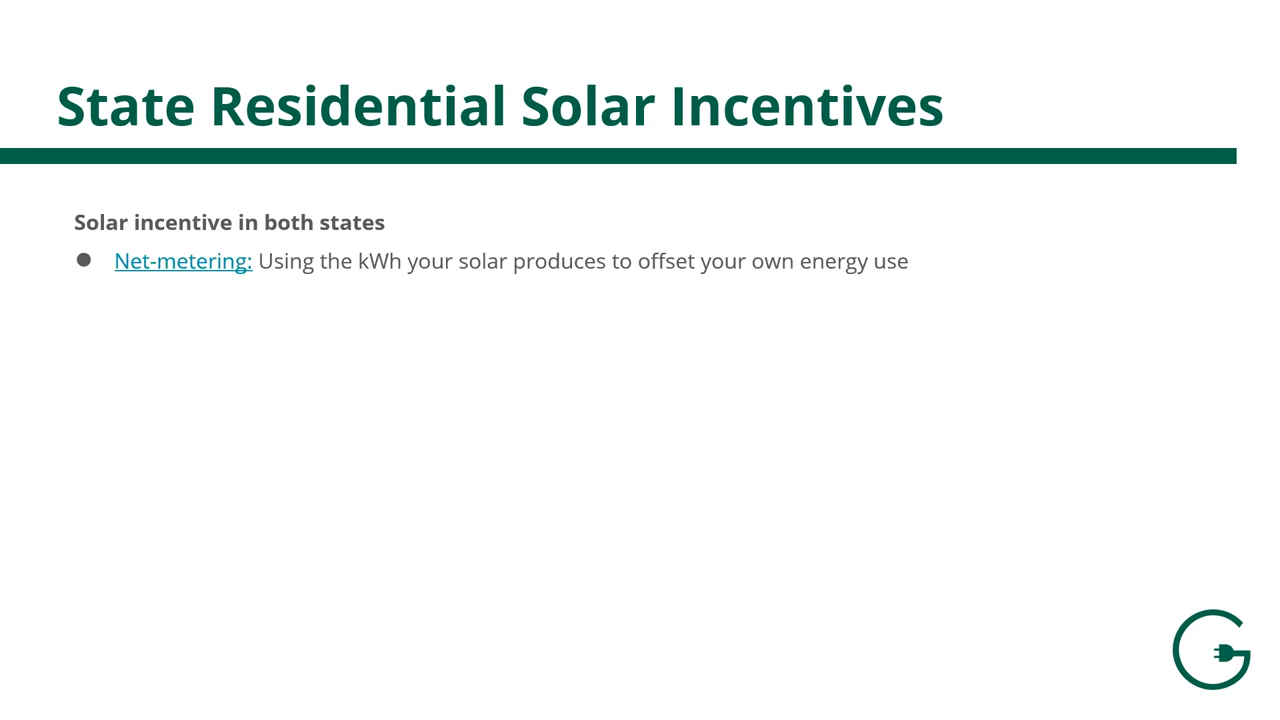 State Residential Solar Incentives
Solar incentive in both states
● Net-metering: Using the kWh your solar produces to offset your own energy use